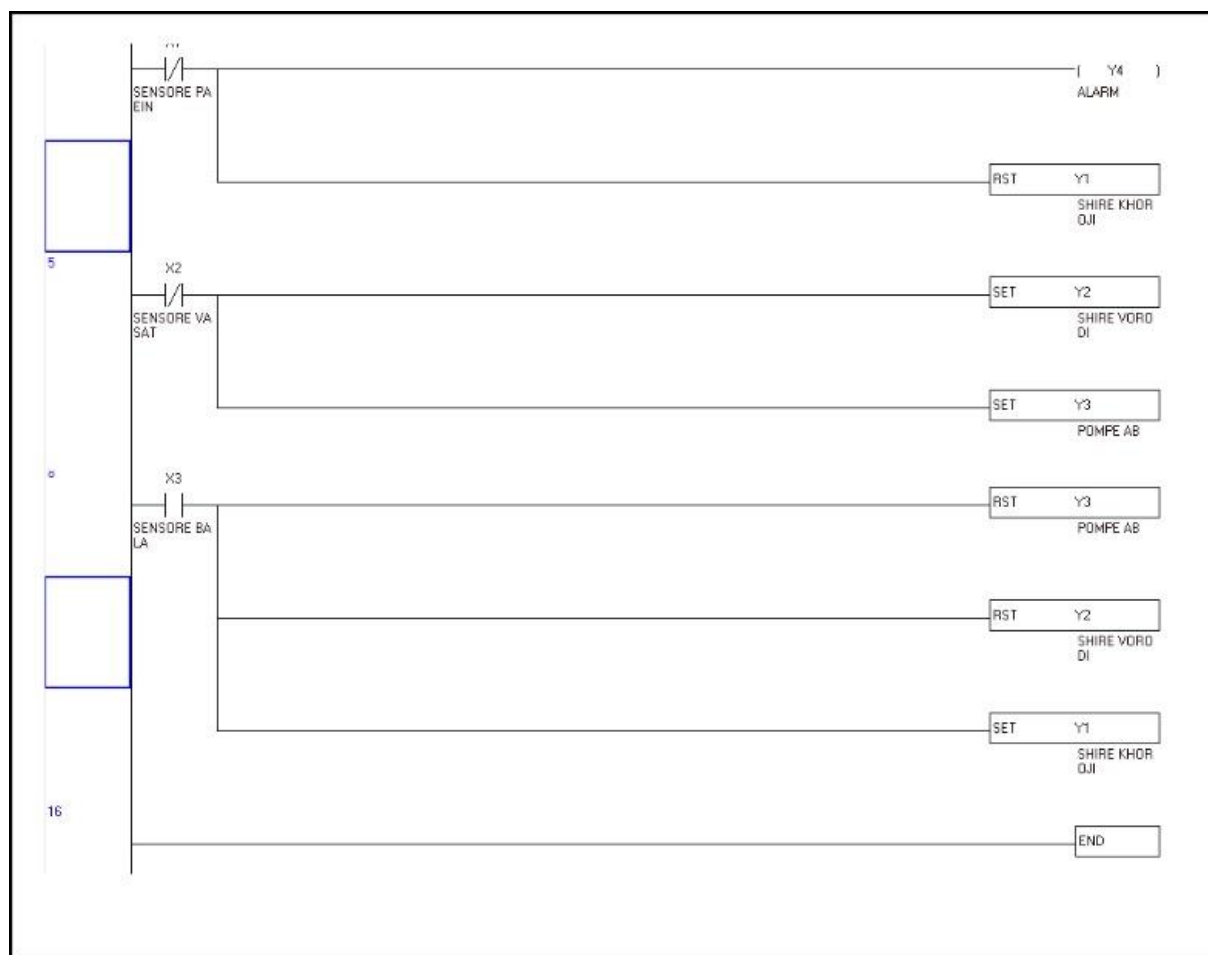 ( Y4 )
SENSORE PA
EIN
ALARM
RST Y1
SHIRE KHOR
OJI
5
X2
SET Y2
SENSORE VA
SAT
SHIRE VORO
DI
SET Y3
POMPE AB
X3
RST Y3
SENSORE BA
LA
POMPE AB
RST Y2
SHIRE VORO
DI
SET Y1
SHIRE KHOR
OJI
16
END